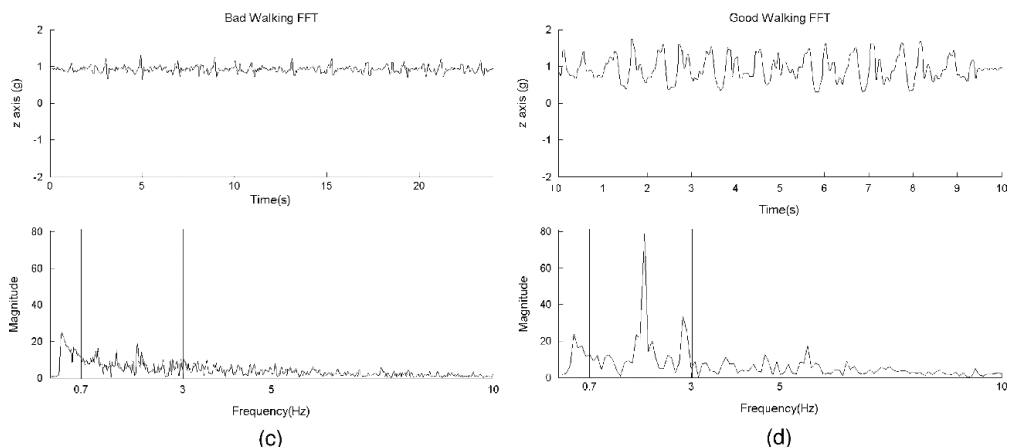 Bad Walking FFT
2
1
0
-1
-2
z axis (g)
0 5 10 15 20
Time(s)
80
60
40
20
0
Magnitude
0.7 3 5 10
Frequency(Hz)
(c)
Good Walking FFT
2
1
0
-1
-2
z axis (g)
0 1 2 3 4 5 6 7 8 9 10
Time(s)
80
60
40
20
0
Magnitude
0.7 3 5 10
Frequency(Hz)
(d)